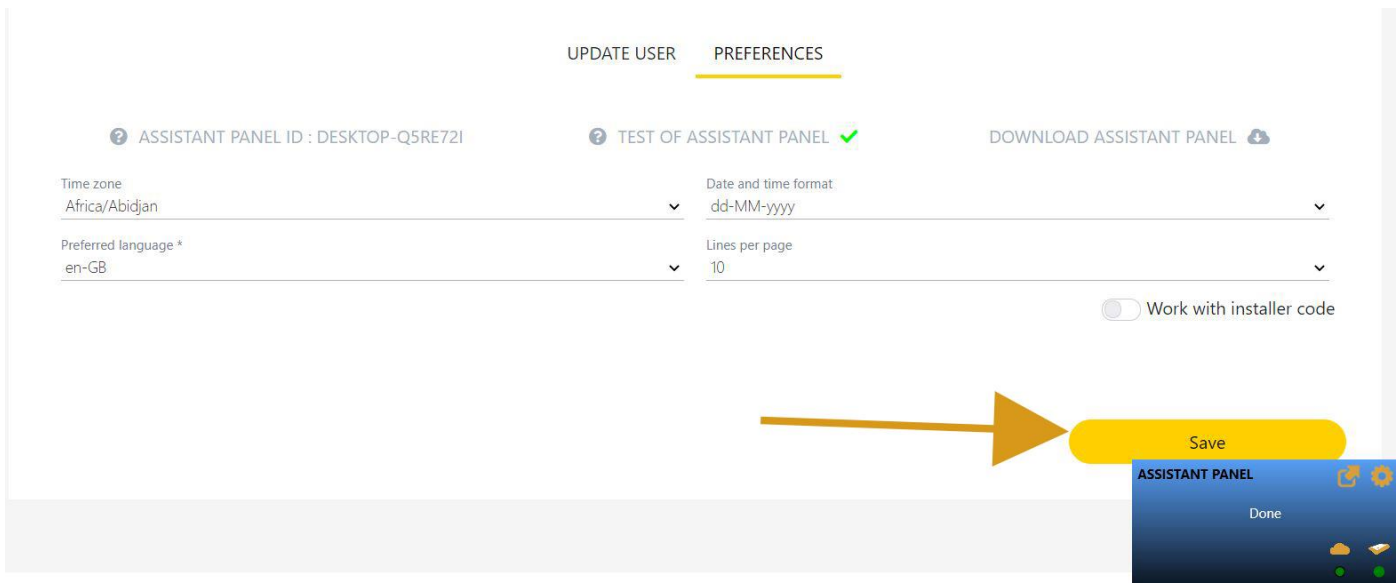 UPDATE USER PREFERENCES
ASSISTANT PANEL ID : DESKTOP-Q5RE72I TEST OF ASSISTANT PANEL DOWNLOAD ASSISTANT PANEL
Time zone Date and time format
Africa/Abidjan dd-MM-yyyy
Preferred language * Lines per page
en-GB 10
Work with installer code
Save
ASSISTANT PANEL
Done